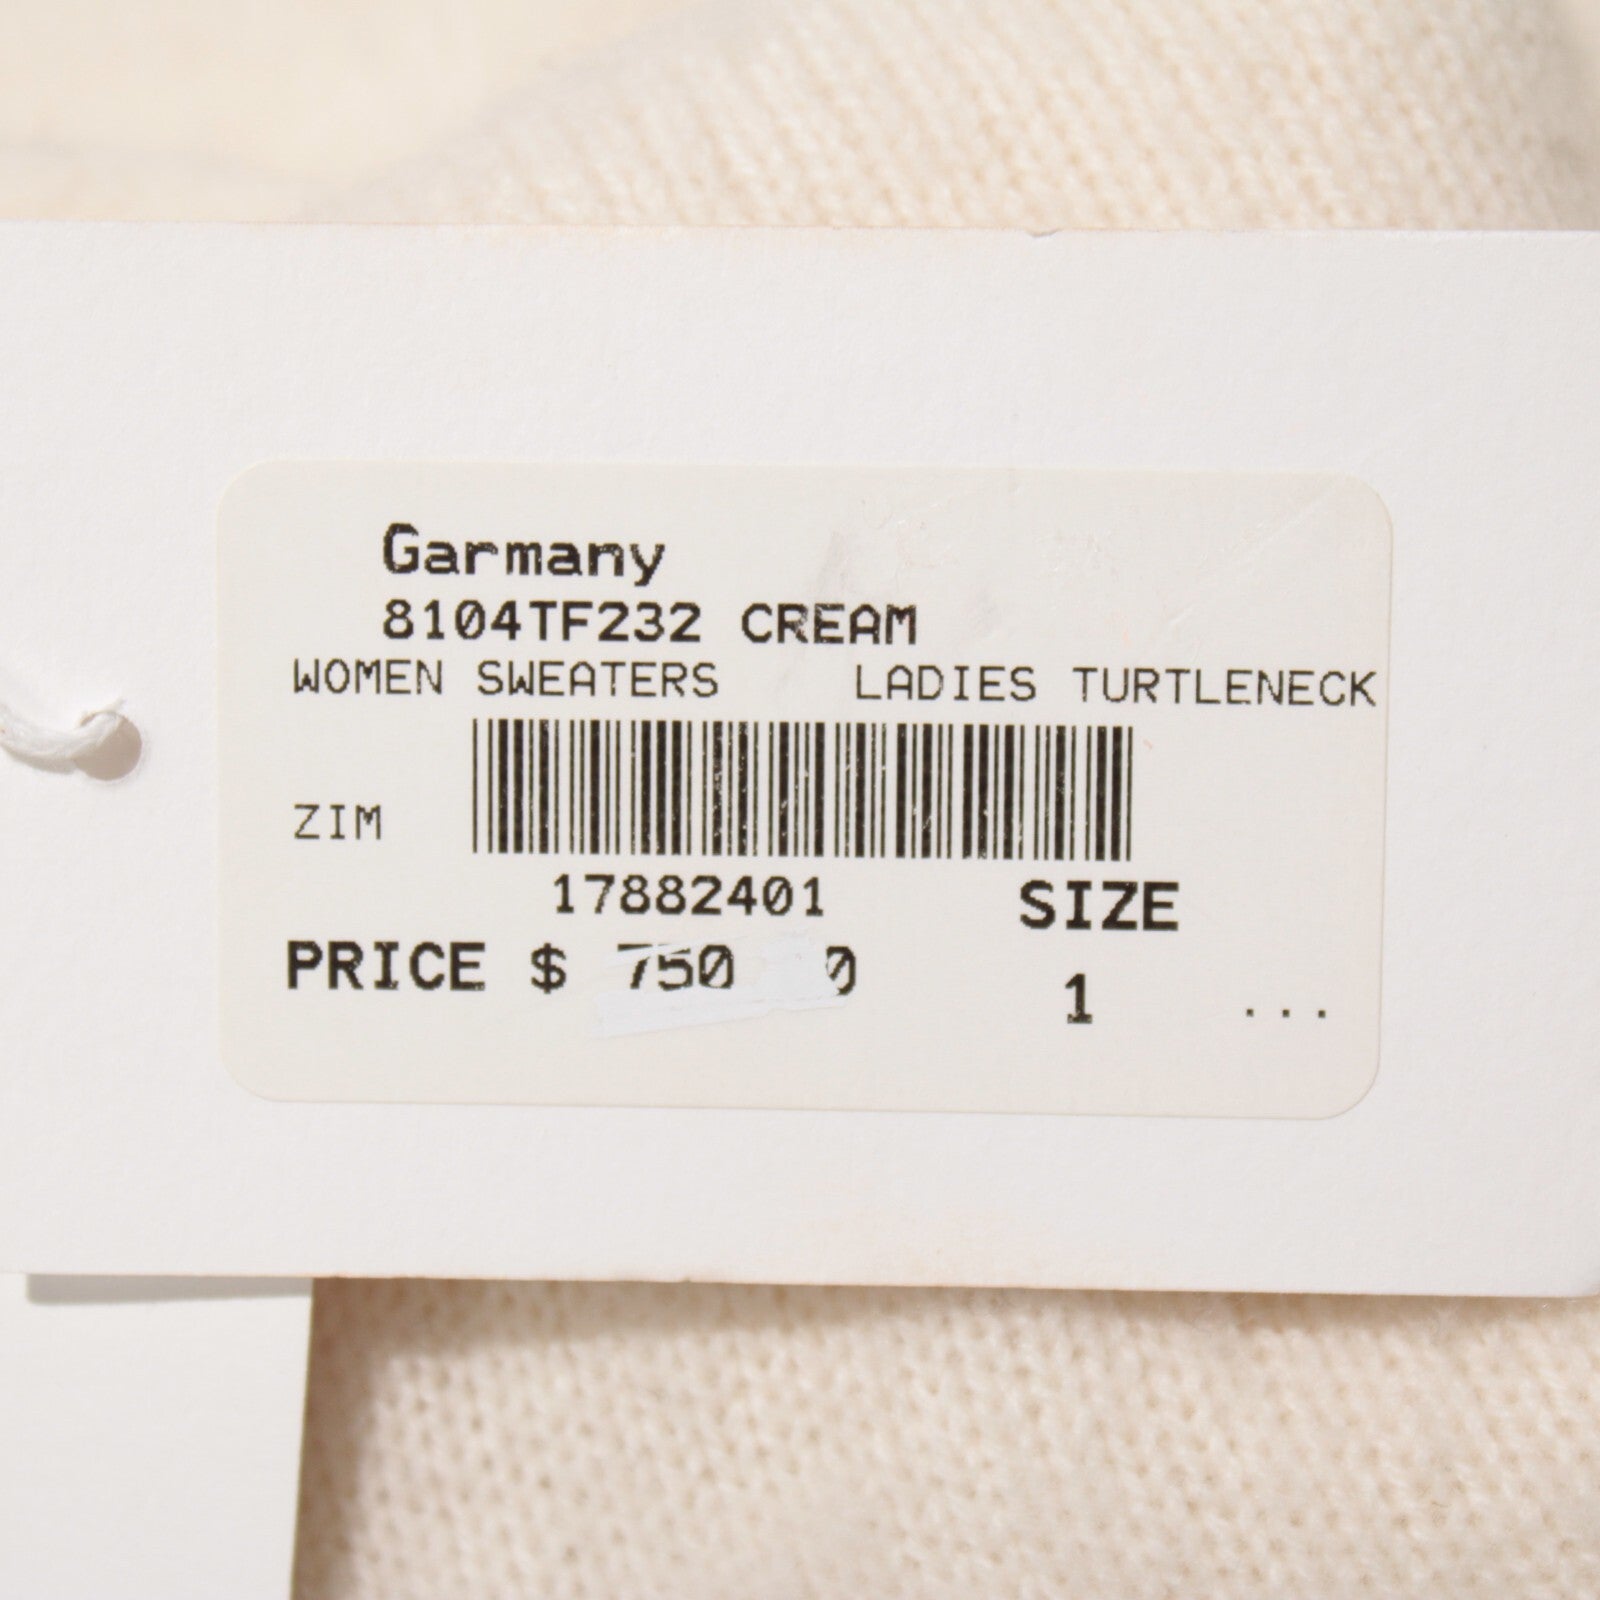 Garmany
8104TF232 CREAM
WOMEN SWEATERS LADIES TURTLENECK
ZIM
17882401 SIZE
PRICE $ 750 0
1 ...